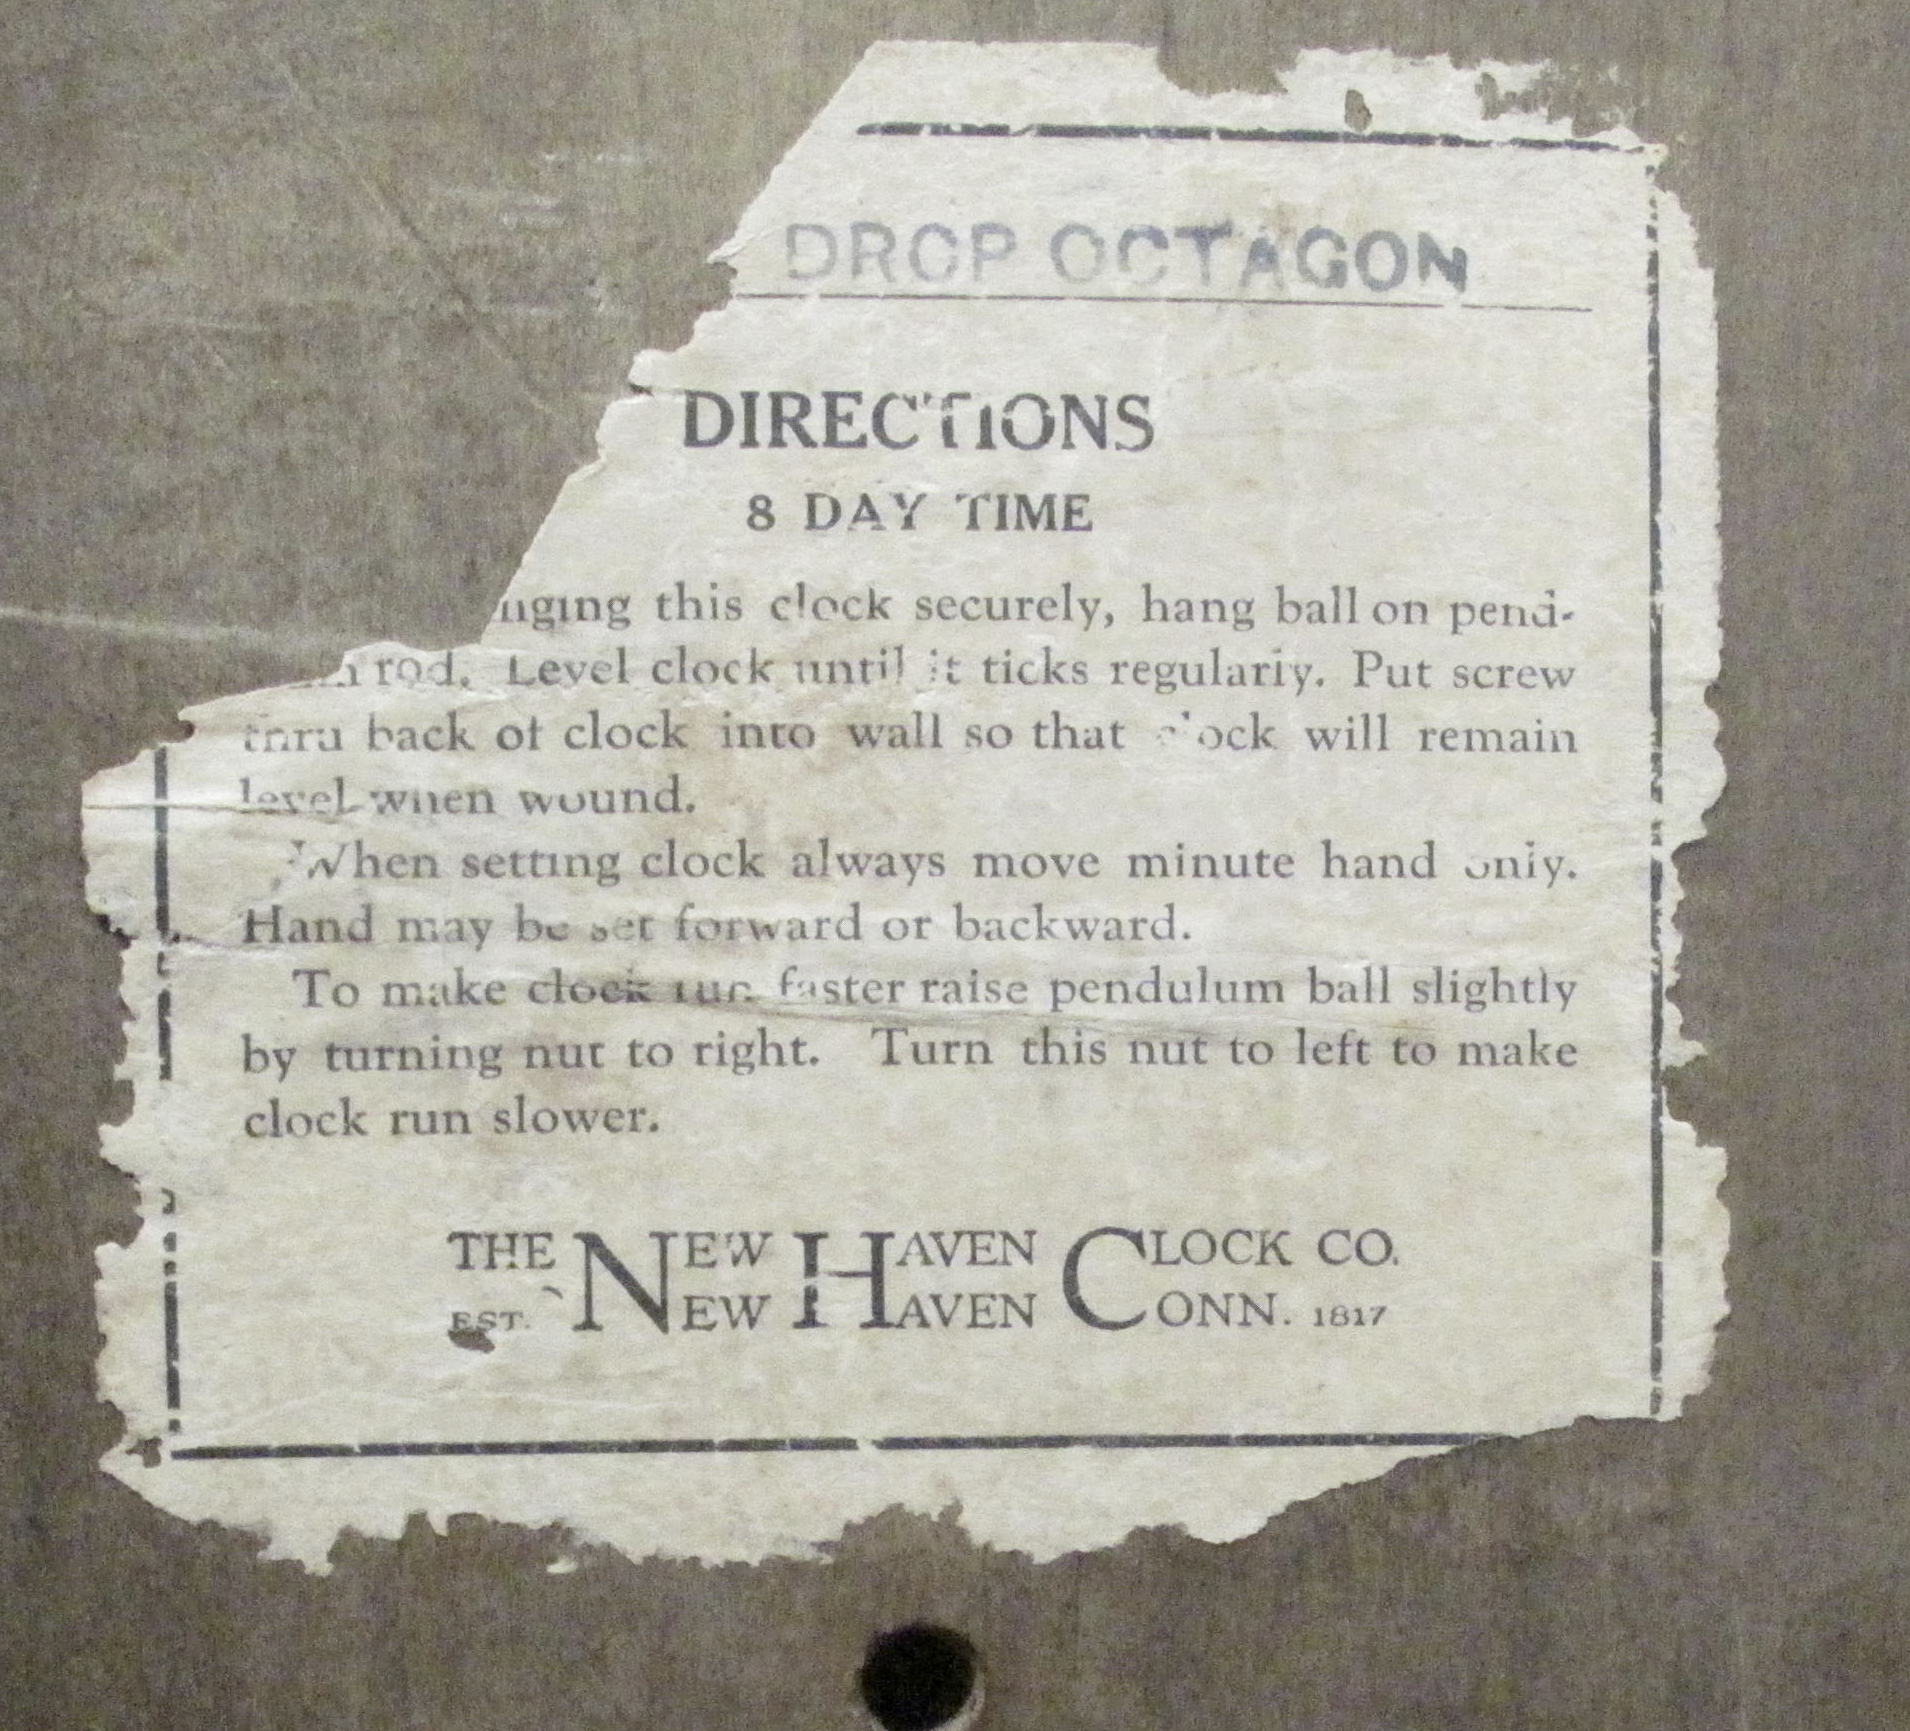 DROP OCTAGON
DIRECTIONS
8 DAY TIME
nging this clock securely, hang ball on pend-
rod. Level clock until it ticks regularly. Put screw
thru back of clock into wall so that clock will remain
level when wound.
When setting clock always move minute hand only.
Hand may be set forward or backward.
To make clock run faster raise pendulum ball slightly
by turning nut to right. Turn this nut to left to make
clock run slower.
THE NEW HAVEN CLOCK CO.
EST. NEW HAVEN CONN. 1817